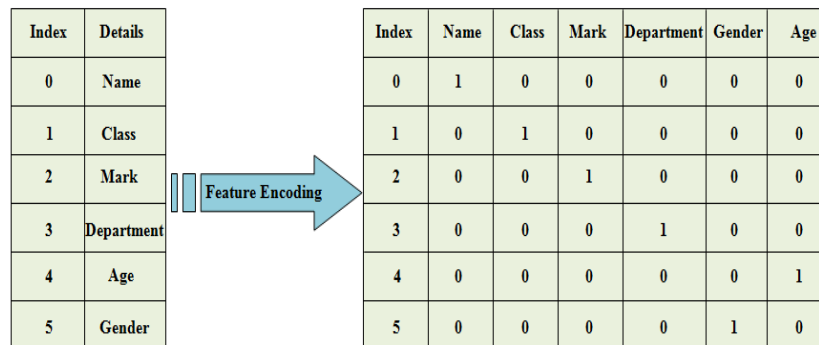 Index Details
0 Name
1 Class
2 Mark
3 Department
4 Age
5 Gender
Feature Encoding
Index Name Class Mark Department Gender Age
0 1 0 0 0 0 0
1 0 1 0 0 0 0
2 0 0 1 0 0 0
3 0 0 0 1 0 0
4 0 0 0 0 0 1
5 0 0 0 0 1 0